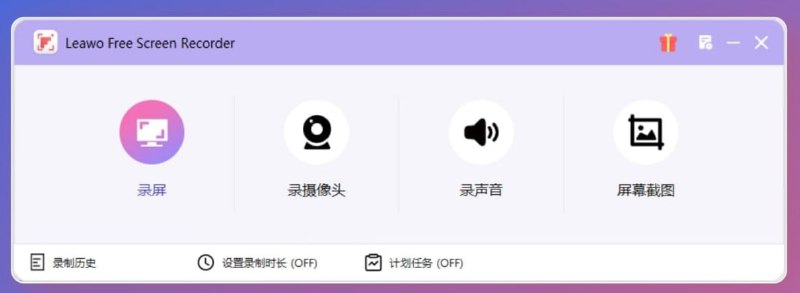 Leawo Free Screen Recorder
录屏
录摄像头
录声音
屏幕截图
录制历史
设置录制时长 (OFF)
计划任务 (OFF)